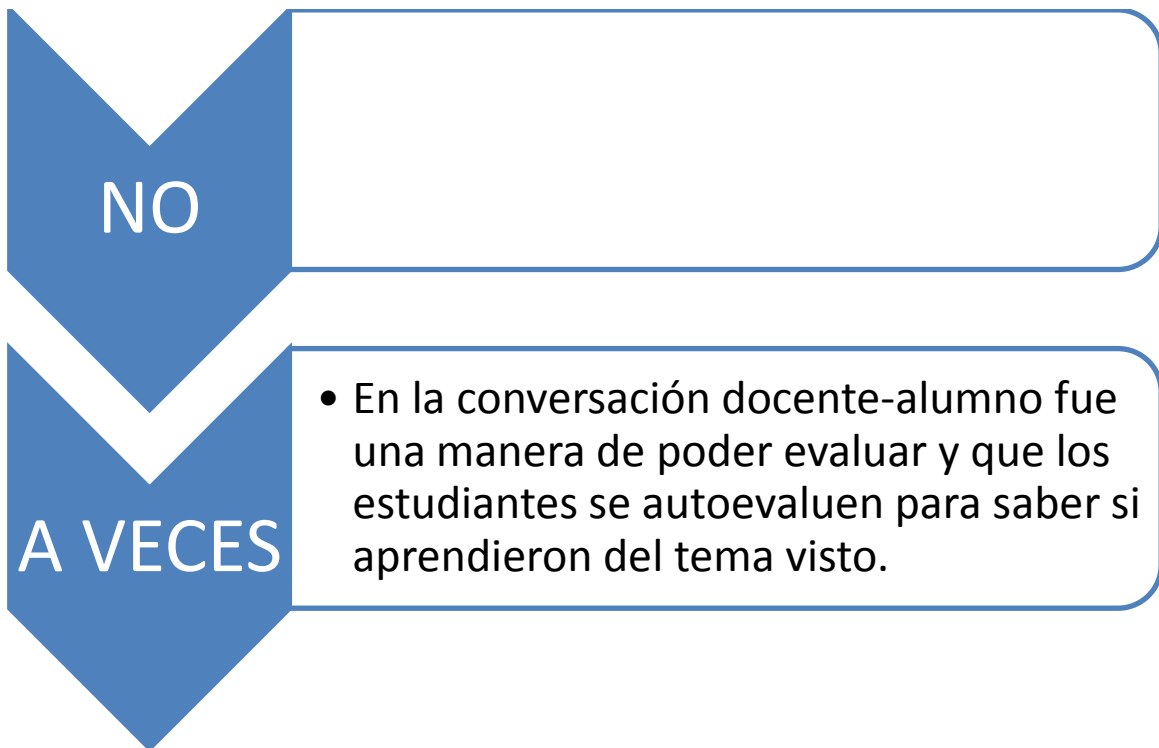 NO
• En la conversación docente-alumno fue
una manera de poder evaluar y que los
estudiantes se autoevaluen para saber si
aprendieron del tema visto.
A VECES